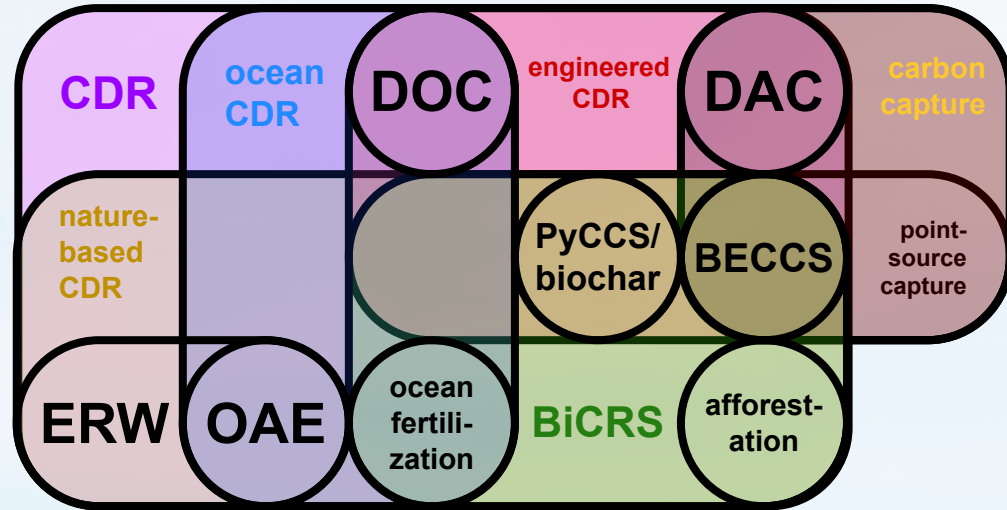 CDR
ocean
CDR
DOC
engineered
CDR
DAC
carbon
capture
nature-
based
CDR
PyCCS/
biochar
BECCS
point-
source
capture
ERW
OAE
ocean
fertili-
zation
BiCRS
afforest-
ation